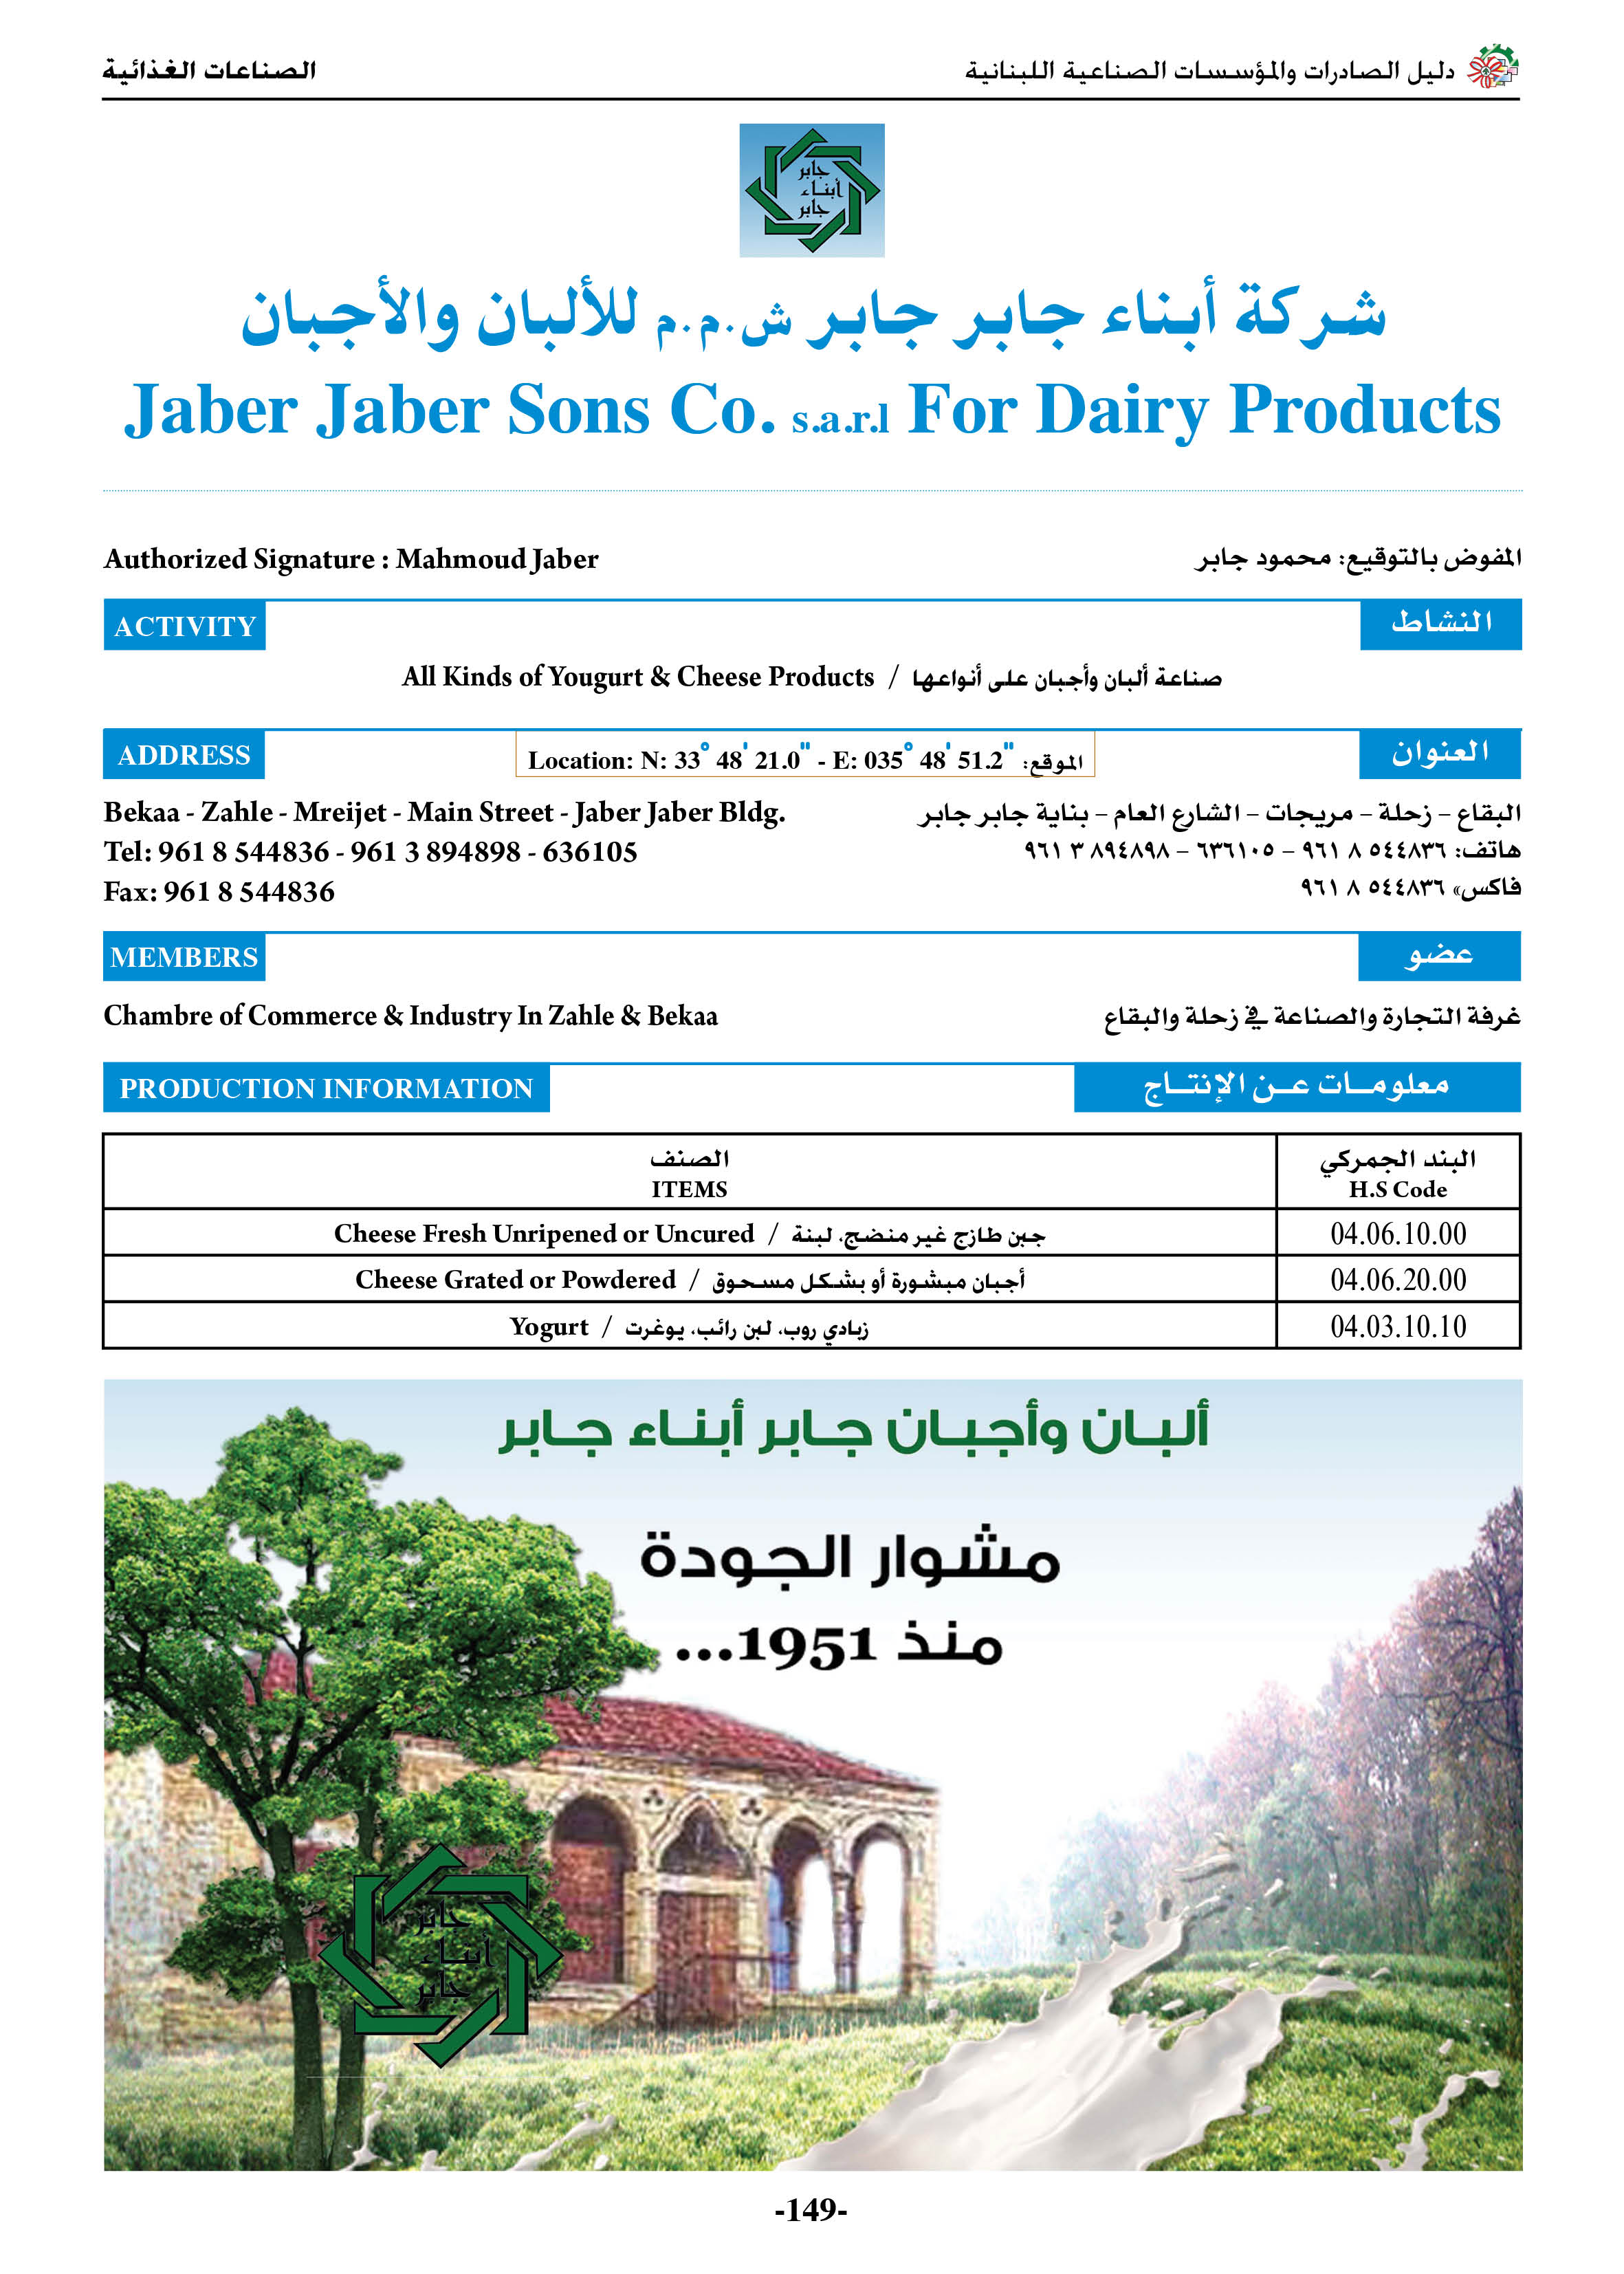 دليل الصادرات والمؤسسات الصناعية اللبنانية
الصناعات الغذائية
جابر
أبناء
جابر
شركة أبناء جابر جابر ش.م.م للألبان والأجبان
Jaber Jaber Sons Co. s.a.r.l For Dairy Products
Authorized Signature : Mahmoud Jaber
المفوض بالتوقيع: محمود جابر
ACTIVITY
النشاط
All Kinds of Yougurt & Cheese Products / صناعة ألبان وأجبان على أنواعها
ADDRESS
Location: N: 33° 48' 21.0" - E: 035° 48' 51.2" الموقع:
العنوان
Bekaa - Zahle - Mreijet - Main Street - Jaber Jaber Bldg.
البقاع – زحلة – مريجات – الشارع العام – بناية جابر جابر
Tel: 961 8 544836 - 961 3 894898 - 636105
هاتف: ٥٤٤٨٣٦ ٨ ٩٦١ – ٦٣٦١٠٥ – ٨٩٤٨٩٨ ٣ ٩٦١
Fax: 961 8 544836
فاكس» ٥٤٤٨٣٦ ٨ ٩٦١
MEMBERS
عضو
Chambre of Commerce & Industry In Zahle & Bekaa
غرفة التجارة والصناعة في زحلة والبقاع
PRODUCTION INFORMATION
معلومــات عــن الإنتــاج
الصنف
ITEMS
البند الجمركي
H.S Code
Cheese Fresh Unripened or Uncured / جبن طازج غير منضج، لبنة
04.06.10.00
Cheese Grated or Powdered / أجبان مبشورة أو بشكل مسحوق
04.06.20.00
Yogurt / زبادي روب، لبن رائب، يوغرت
04.03.10.10
ألبـان وأجبـان جـابر أبنـاء جـابر
مشوار الجودة
منذ 1951...
جابر
أبناء
جابر
-149-